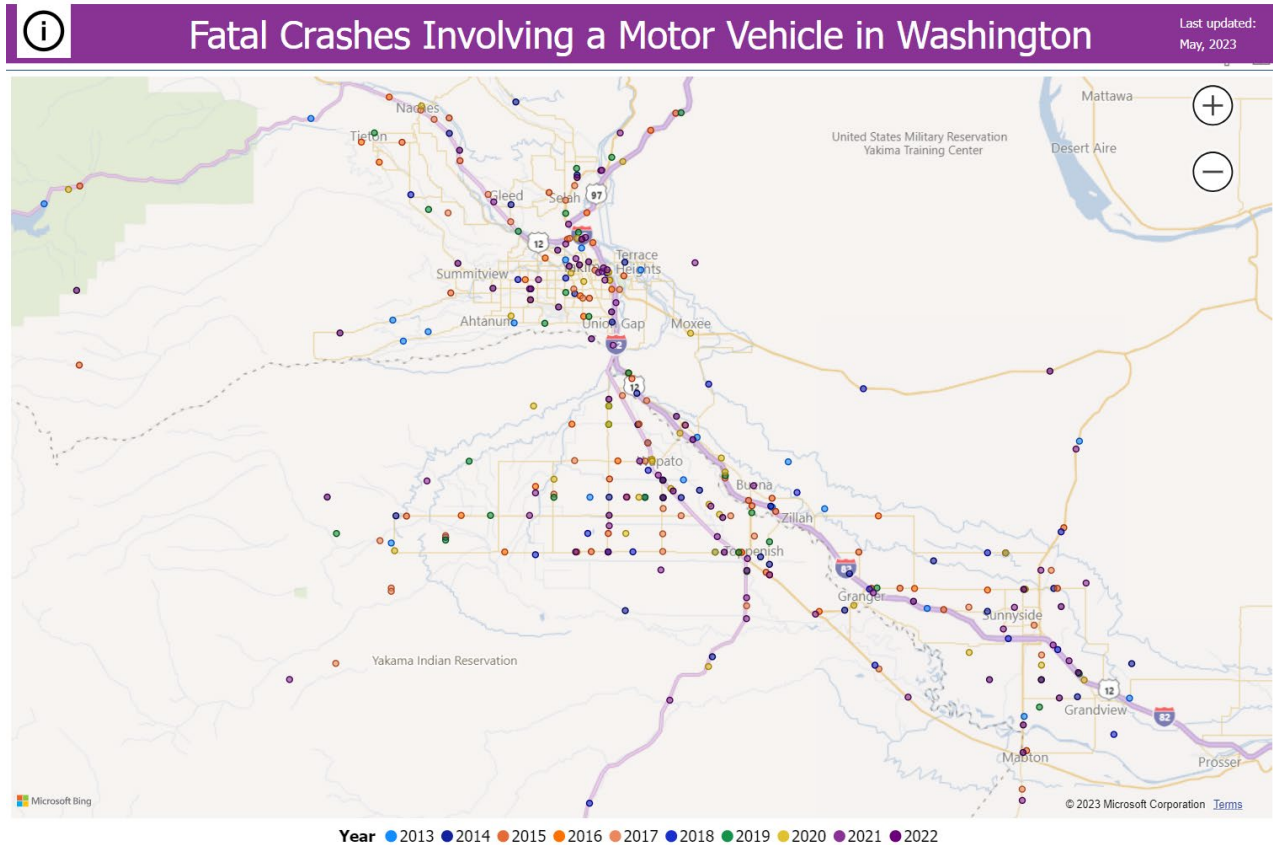 i
Fatal Crashes Involving a Motor Vehicle in Washington
Last updated:
May, 2023
Mattawa
Naches
United States Military Reservation
Yakima Training Center
Desert Aire
Tieton
Gleed
Selah
97
12
Terrace
Heights
Summitview
Ahtanum
Union Gap
Moxee
12
Wapato
Buena
Zillah
Toppenish
Granger
Sunnyside
Yakama Indian Reservation
12
Grandview
82
Mabton
Prosser
Microsoft Bing
© 2023 Microsoft Corporation Terms
Year 2013 2014 2015 2016 2017 2018 2019 2020 2021 2022